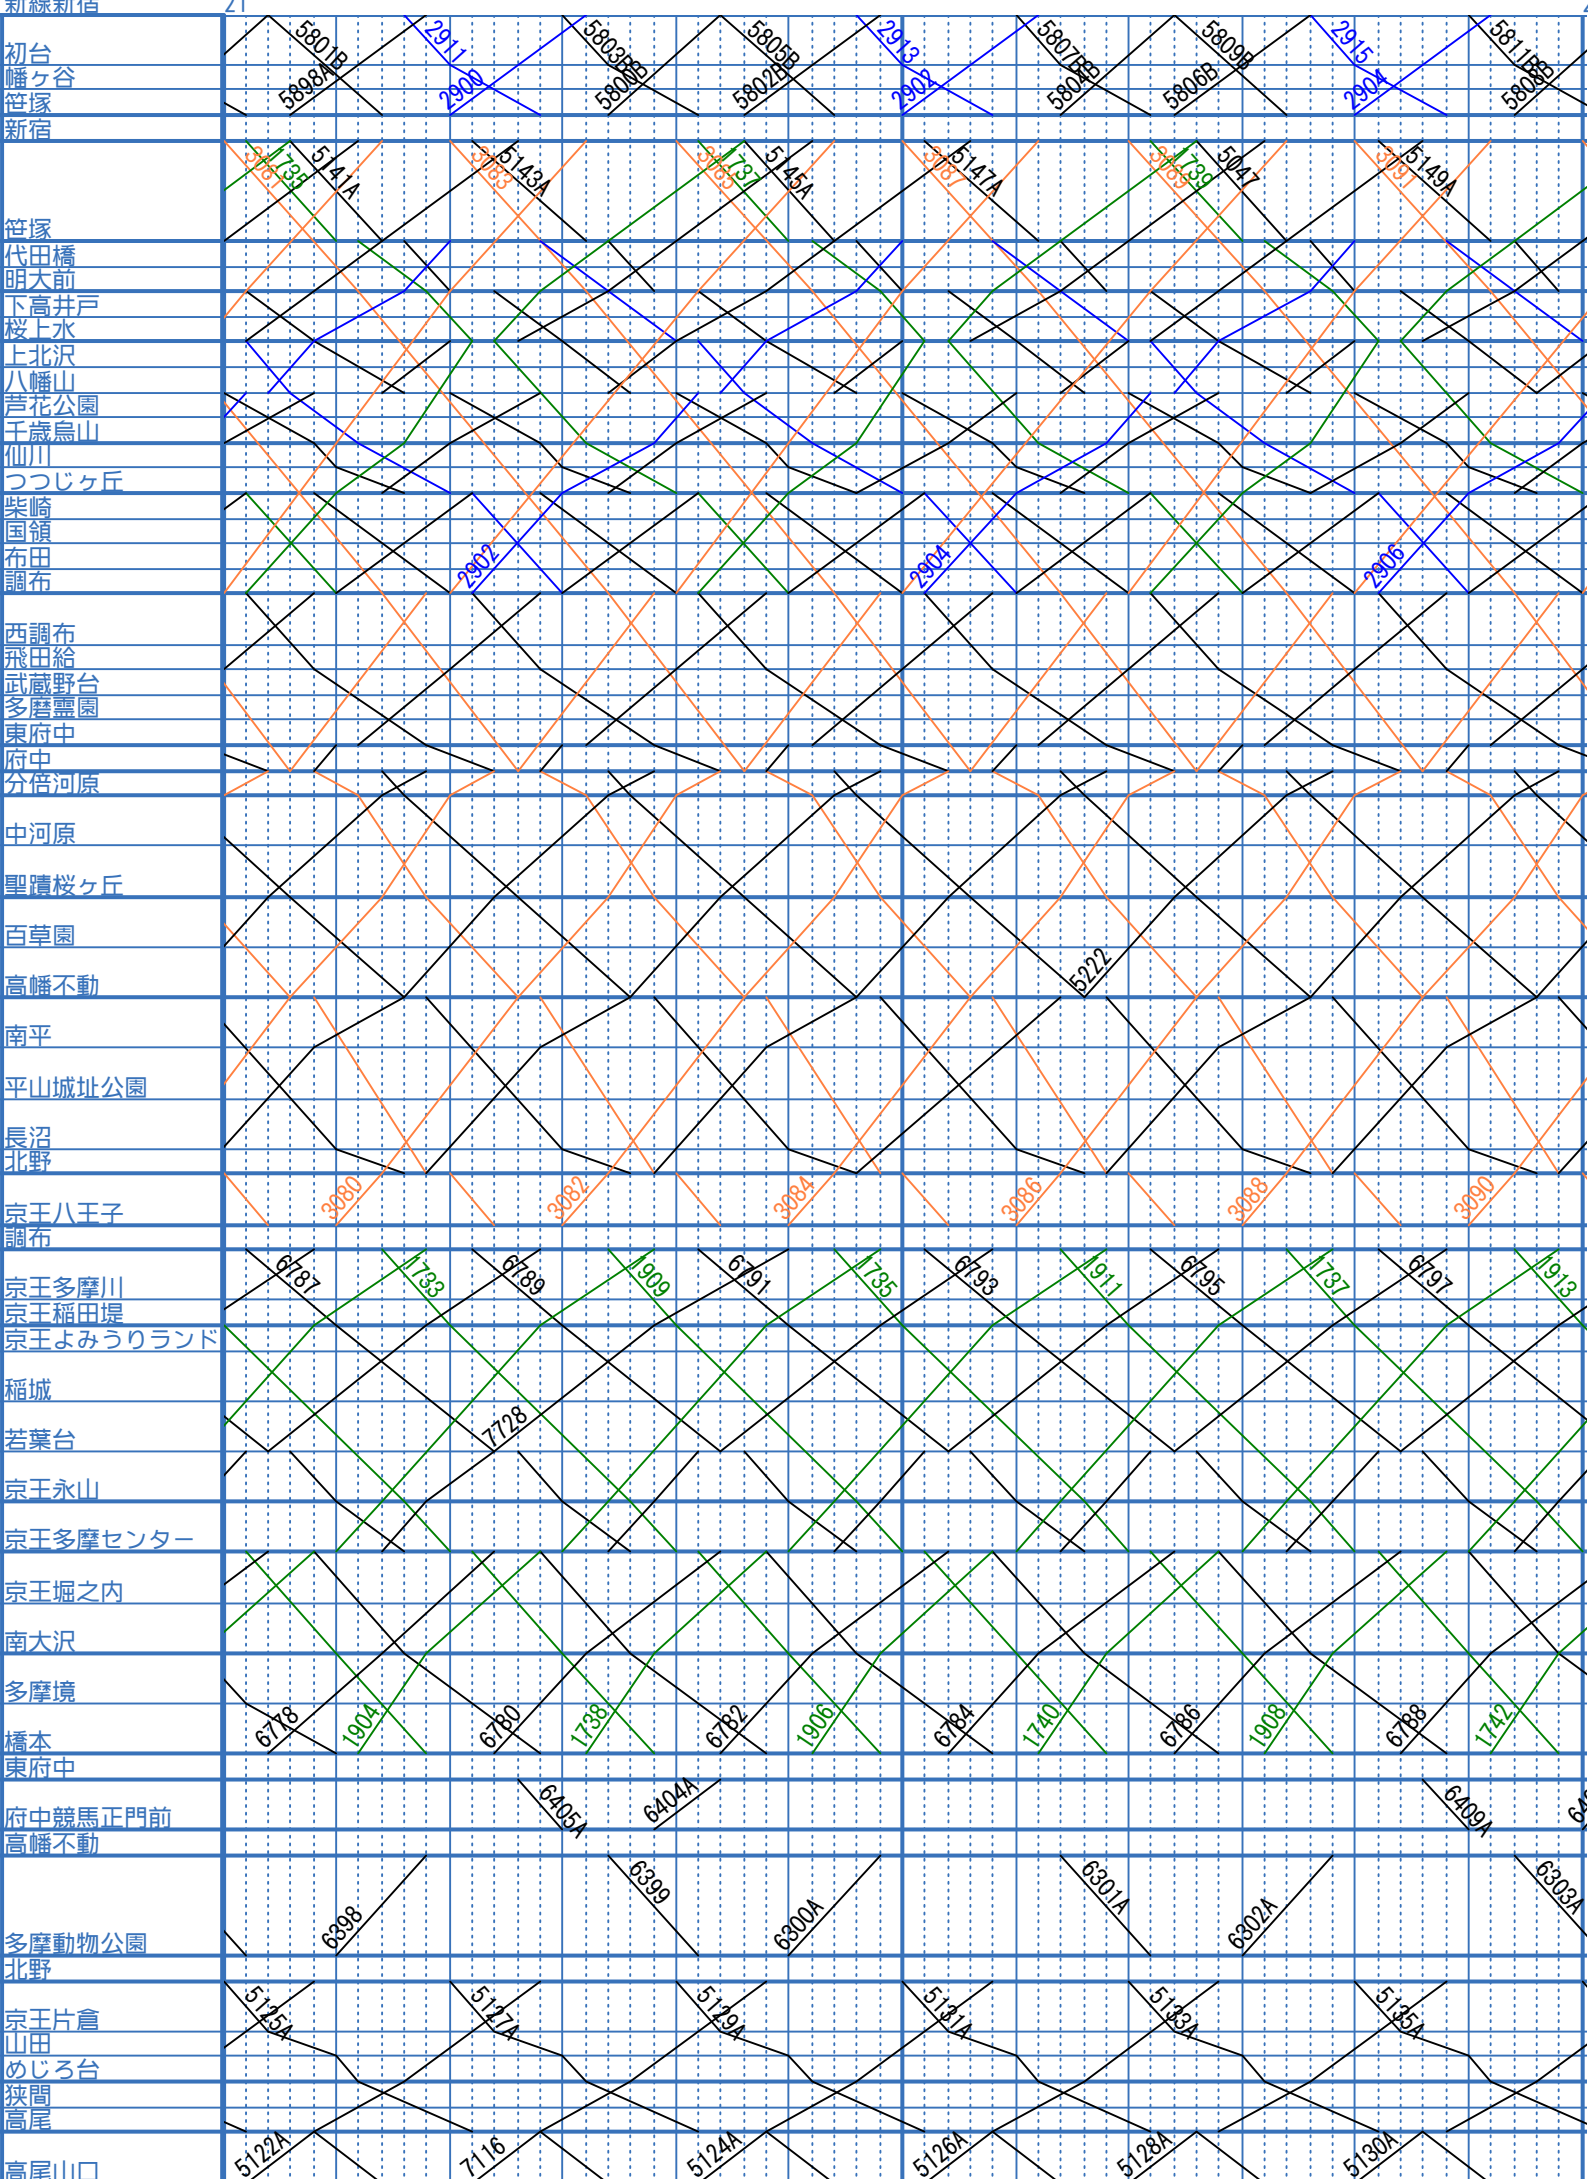 新線新宿 21
5801B 2911 5803B 5805B 2913 5807B 5809B 2915 5811B
初台
幡ヶ谷
笹塚
5898A 2900 5802B 2902 5806B 2904
新宿
3081 1735 5141A 3083 5143A 3085 1737 5145A 3087 5147A 3089 1739 5047 3091 5149A
笹塚
代田橋
明大前
下高井戸
桜上水
上北沢
八幡山
芦花公園
千歳烏山
仙川
つつじヶ丘
柴崎
国領
布田
調布
2902 2904 2906
西調布
飛田給
武蔵野台
多磨霊園
東府中
府中
分倍河原
中河原
聖蹟桜ヶ丘
百草園
高幡不動
5222
南平
平山城址公園
長沼
北野
京王八王子
3080 3082 3084 3086 3088 3090
調布
6787 1733 6789 1909 6791 1735 6793 1911 6795 1737 6797 1913
京王多摩川
京王稲田堤
京王よみうりランド
稲城
若葉台
7728
京王永山
京王多摩センター
京王堀之内
南大沢
多摩境
橋本
6778 1904 6780 1738 6782 1906 6784 1740 6786 1908 6788 1742
東府中
府中競馬正門前
6405A 6404A 6409A
高幡不動
6399 6301A 6303A
多摩動物公園
6398 6300A 6302A
北野
5125A 5127A 5129A 5131A 5133A 5135A
京王片倉
山田
めじろ台
狭間
高尾
高尾山口
5122A 7116 5124A 5126A 5128A 5130A